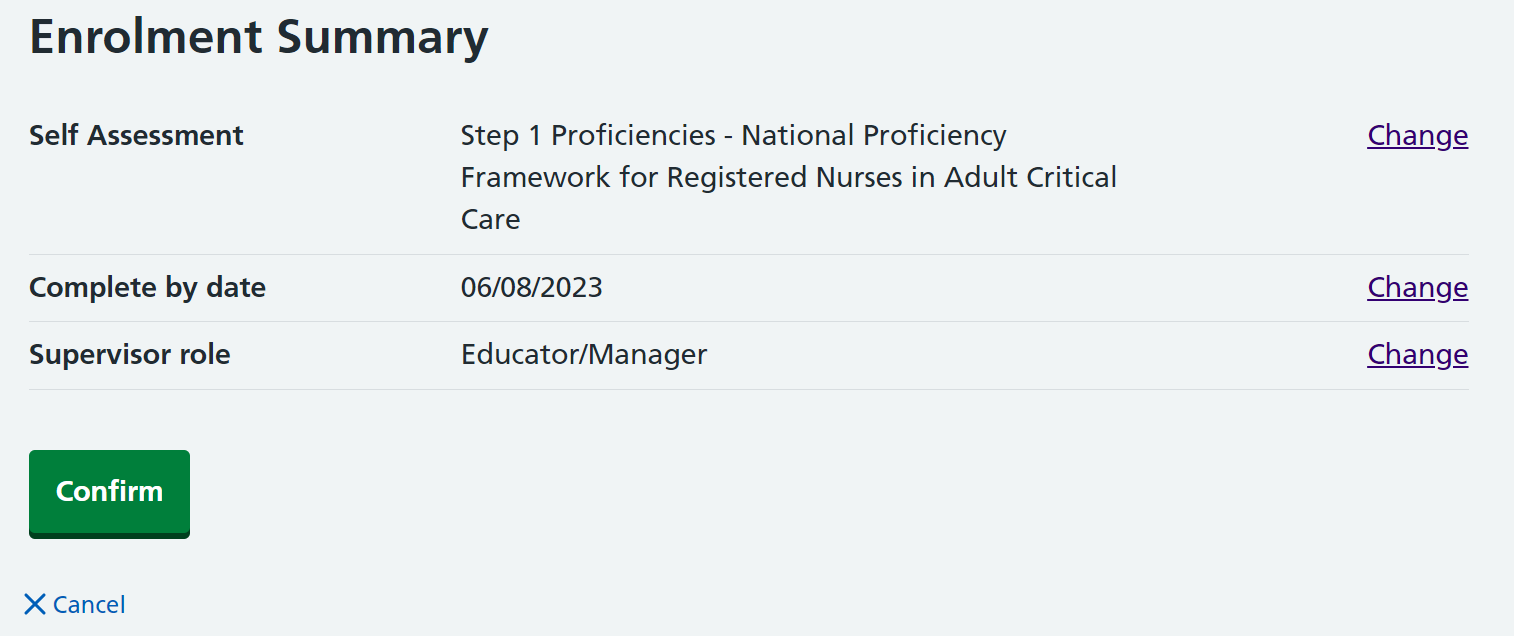 Enrolment Summary
Self Assessment
Step 1 Proficiencies - National Proficiency
Framework for Registered Nurses in Adult Critical
Care
Change
Complete by date
06/08/2023
Change
Supervisor role
Educator/Manager
Change
Confirm
Cancel